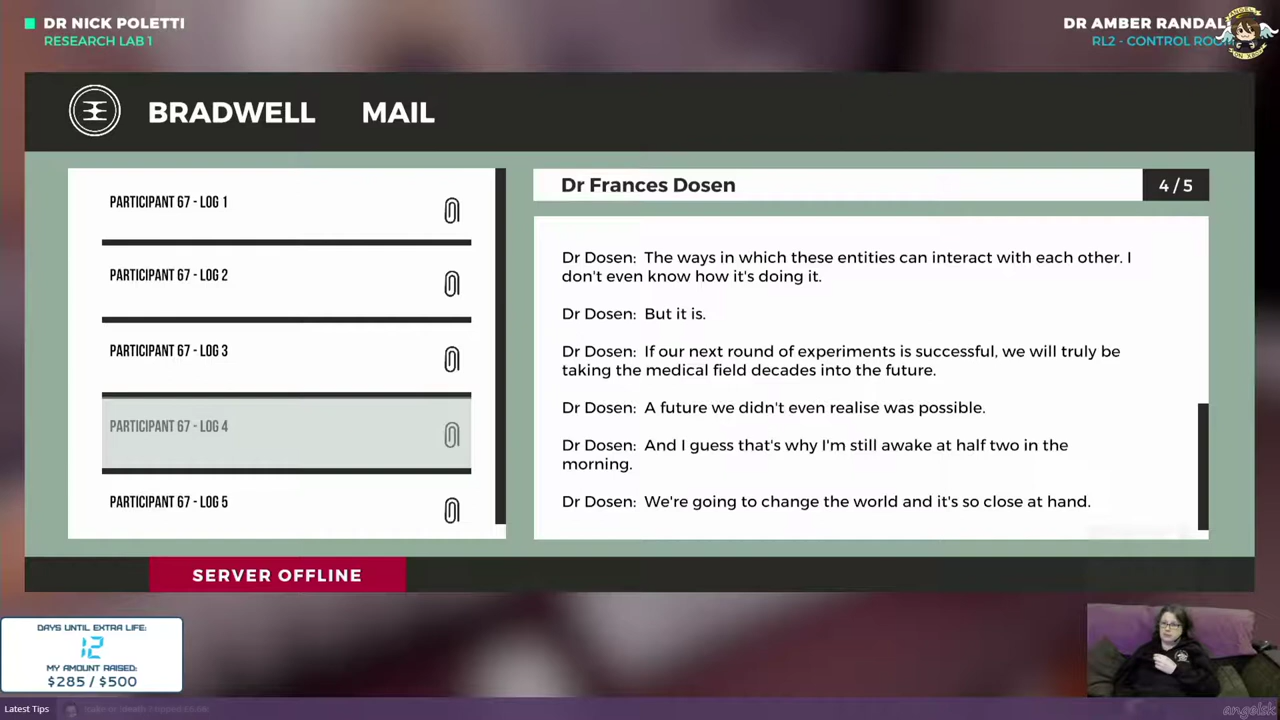 DR NICK POLETTI
RESEARCH LAB 1
DR AMBER RANDALL
RL2 - CONTROL ROOM
BRADWELL MAIL
PARTICIPANT 67 - LOG 1
PARTICIPANT 67 - LOG 2
PARTICIPANT 67 - LOG 3
PARTICIPANT 67 - LOG 4
PARTICIPANT 67 - LOG 5
Dr Frances Dosen
4 / 5
Dr Dosen: The ways in which these entities can interact with each other. I
don't even know how it's doing it.
Dr Dosen: But it is.
Dr Dosen: If our next round of experiments is successful, we will truly be
taking the medical field decades into the future.
Dr Dosen: A future we didn't even realise was possible.
Dr Dosen: And I guess that's why I'm still awake at half two in the
morning.
Dr Dosen: We're going to change the world and it's so close at hand.
SERVER OFFLINE
DAYS UNTIL EXTRA LIFE:
12
MY AMOUNT RAISED:
$285 / $500
Latest Tips
angelsk